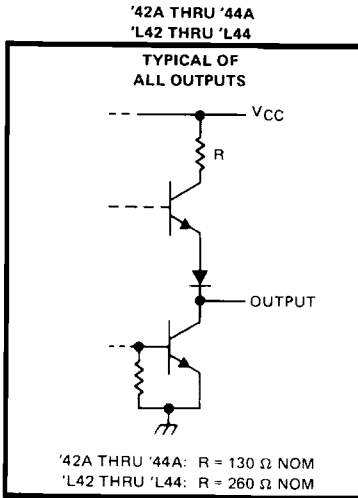 '42A THRU '44A
'L42 THRU 'L44
TYPICAL OF
ALL OUTPUTS
VCC
R
OUTPUT
'42A THRU '44A: R = 130 Ω NOM
'L42 THRU 'L44: R = 260 Ω NOM